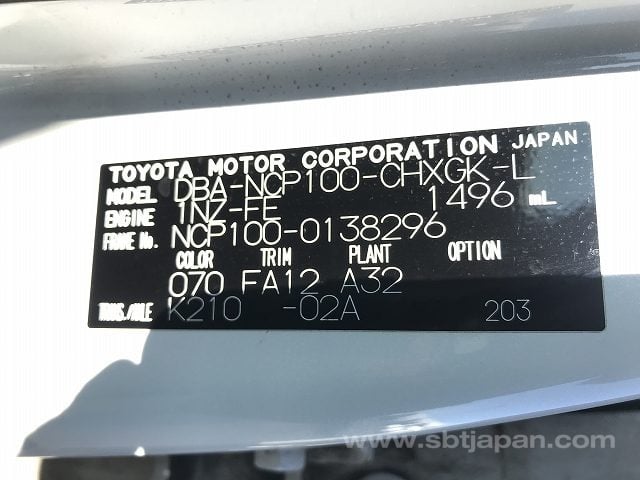 TOYOTA MOTOR CORPORATION JAPAN
MODEL DBA-NCP100-CHXGK-L
ENGINE 1NZ-FE 1496 mL
FRAME No. NCP100-0138296
COLOR TRIM PLANT OPTION
070 FA12 A32
TRANS./AXLE K210 -02A 203
www.sbtjapan.com